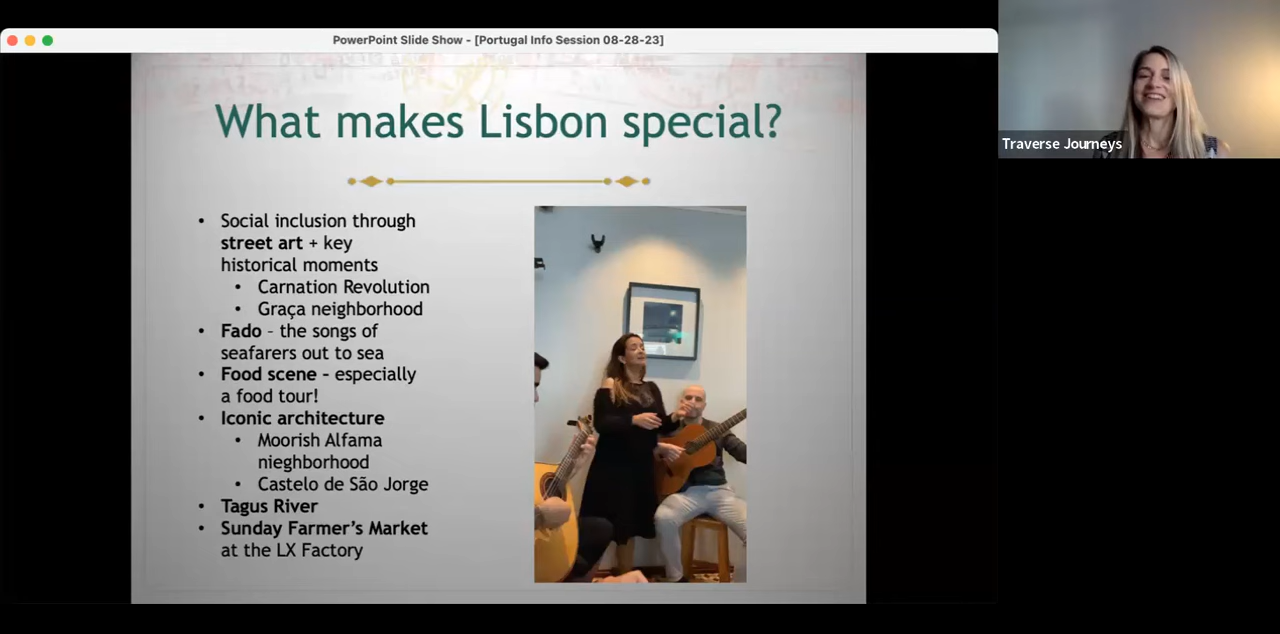 PowerPoint Slide Show - [Portugal Info Session 08-28-23]
What makes Lisbon special?
• Social inclusion through
street art + key
historical moments
• Carnation Revolution
• Graça neighborhood
• Fado – the songs of
seafarers out to sea
• Food scene – especially
a food tour!
• Iconic architecture
• Moorish Alfama
nieghborhood
• Castelo de São Jorge
• Tagus River
• Sunday Farmer’s Market
at the LX Factory
Traverse Journeys